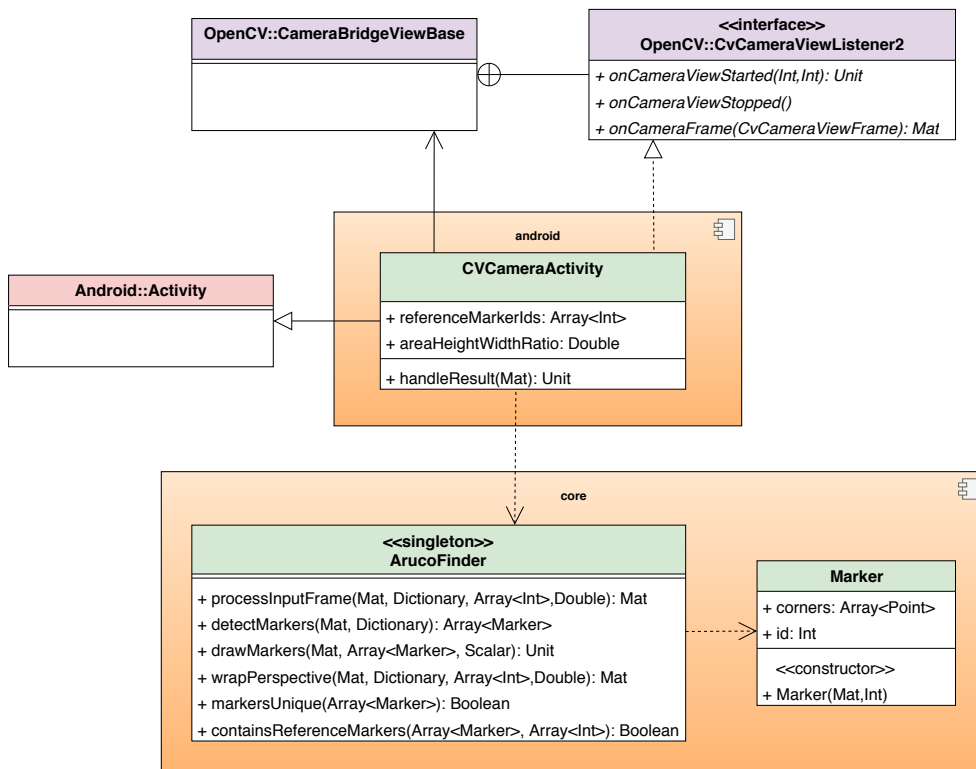 OpenCV::CameraBridgeViewBase
<<interface>>
OpenCV::CvCameraViewListener2
+ onCameraViewStarted(Int,Int): Unit
+ onCameraViewStopped()
+ onCameraFrame(CvCameraViewFrame): Mat
android
CVCameraActivity
+ referenceMarkerIds: Array<Int>
+ areaHeightWidthRatio: Double
+ handleResult(Mat): Unit
Android::Activity
core
<<singleton>>
ArucoFinder
+ processInputFrame(Mat, Dictionary, Array<Int>,Double): Mat
+ detectMarkers(Mat, Dictionary): Array<Marker>
+ drawMarkers(Mat, Array<Marker>, Scalar): Unit
+ wrapPerspective(Mat, Dictionary, Array<Int>,Double): Mat
+ markersUnique(Array<Marker>): Boolean
+ containsReferenceMarkers(Array<Marker>, Array<Int>): Boolean
Marker
+ corners: Array<Point>
+ id: Int
<<constructor>>
+ Marker(Mat,Int)